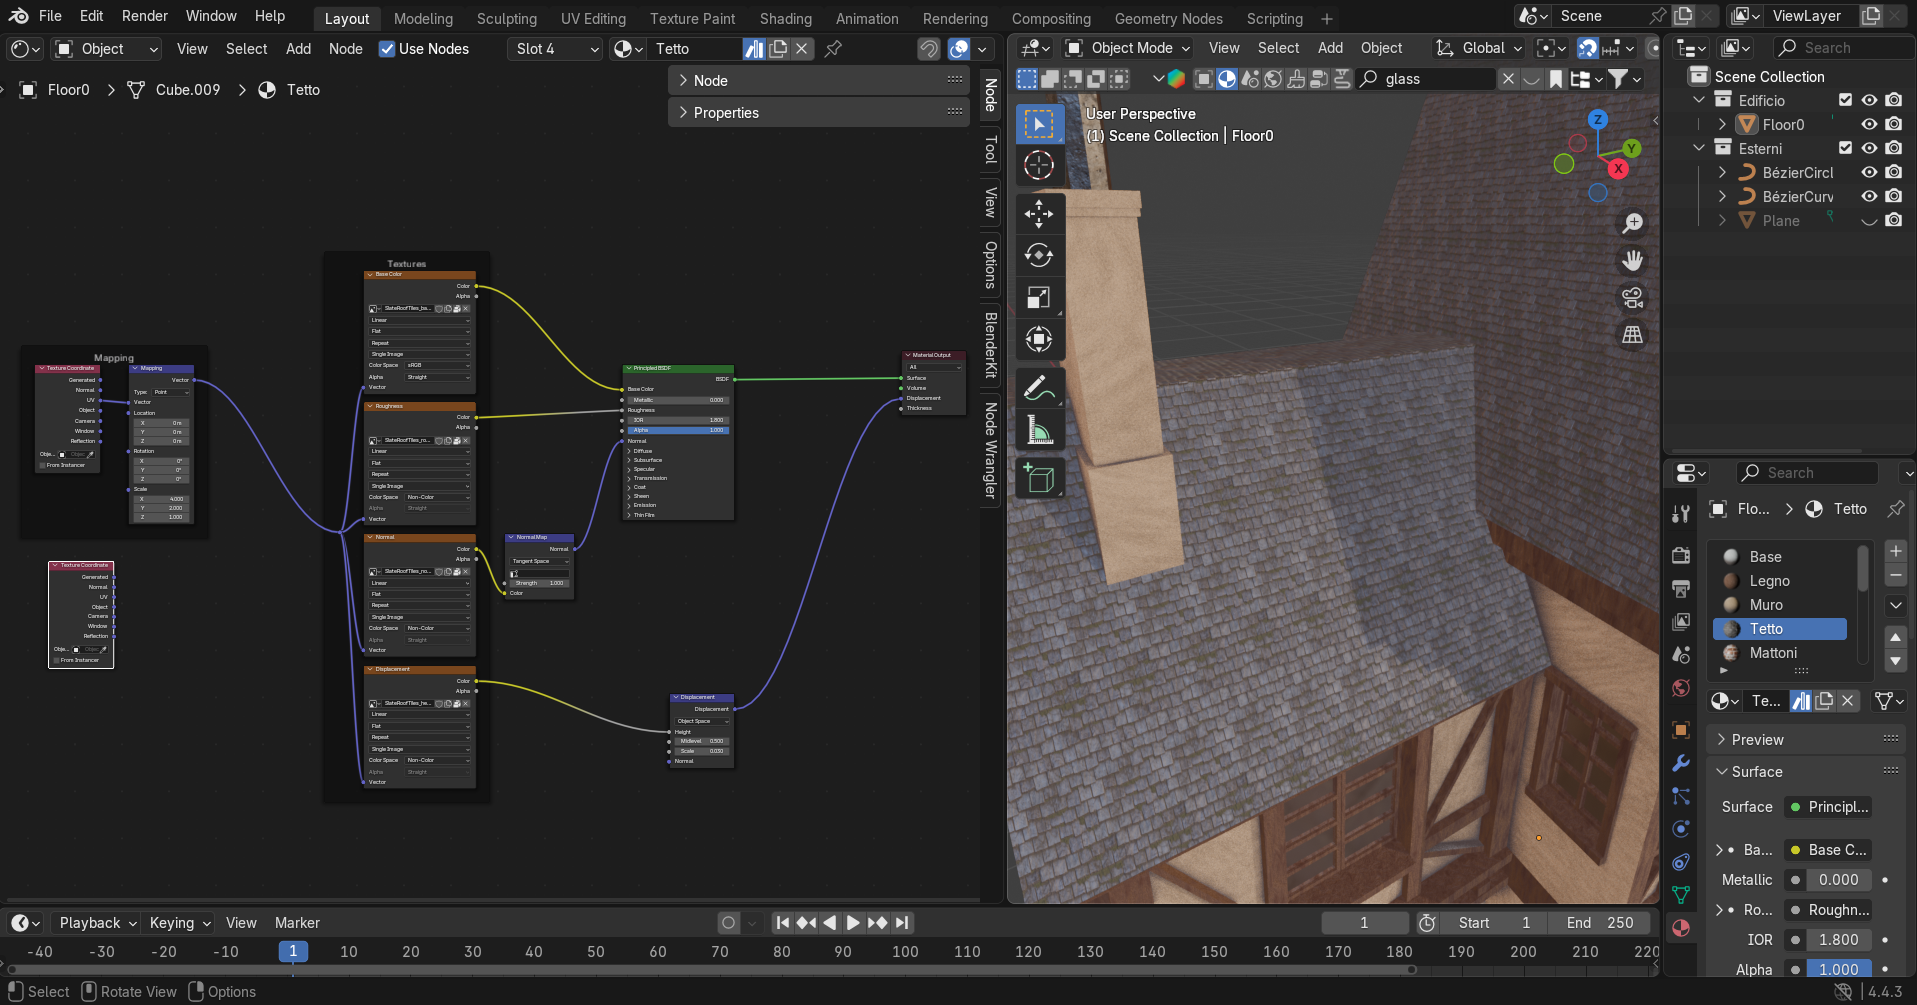 File Edit Render Window Help Layout Modeling Sculpting UV Editing Texture Paint Shading Animation Rendering Compositing Geometry Nodes Scripting + Scene ViewLayer
Object View Select Add Node Use Nodes Slot 4 Tetto
Object Mode View Select Add Object Global
Search
Floor0 > Cube.009 > Tetto
Node
Properties
glass
Node
Tool
View
Options
BlenderKit
Node Wrangler
User Perspective
(1) Scene Collection | Floor0
Z
Y
X
Scene Collection
Edificio
Floor0
Esterni
BézierCircl
BézierCurv
Plane
Mapping
Texture Coordinate
Generated
Normal
UV
Object
Camera
Window
Reflection
Obje...
From Instancer
Mapping
Vector
Type: Point
Vector
Location
X 0 m
Y 0 m
Z 0 m
Rotation
X 0°
Y 0°
Z 0°
Scale
X 4.000
Y 2.000
Z 1.000
Texture Coordinate
Generated
Normal
UV
Object
Camera
Window
Reflection
Obje...
From Instancer
Textures
Base Color
Color
Alpha
SlateRoofTiles_ba...
Linear
Flat
Repeat
Single Image
Color Space sRGB
Alpha Straight
Vector
Roughness
Color
Alpha
SlateRoofTiles_ro...
Linear
Flat
Repeat
Single Image
Color Space Non-Color
Alpha Straight
Vector
Normal
Color
Alpha
SlateRoofTiles_no...
Linear
Flat
Repeat
Single Image
Color Space Non-Color
Alpha Straight
Vector
Displacement
Color
Alpha
SlateRoofTiles_he...
Linear
Flat
Repeat
Single Image
Color Space Non-Color
Alpha Straight
Vector
Normal Map
Normal
Tangent Space
Strength 1.000
Color
Principled BSDF
BSDF
Base Color
Metallic 0.000
Roughness
IOR 1.800
Alpha 1.000
Normal
Diffuse
Subsurface
Specular
Transmission
Coat
Sheen
Emission
Thin Film
Displacement
Displacement
Object Space
Height
Midlevel 0.500
Scale 0.030
Normal
Material Output
All
Surface
Volume
Displacement
Thickness
Search
Flo... > Tetto
Base
Legno
Muro
Tetto
Mattoni
Te...
Preview
Surface
Surface Principl...
Ba... Base C...
Metallic 0.000
Ro... Roughn...
IOR 1.800
Alpha 1.000
Playback Keying View Marker
1 Start 1 End 250
-40 -30 -20 -10 1 10 20 30 40 50 60 70 80 90 100 110 120 130 140 150 160 170 180 190 200 210 220
Select Rotate View Options
4.4.3